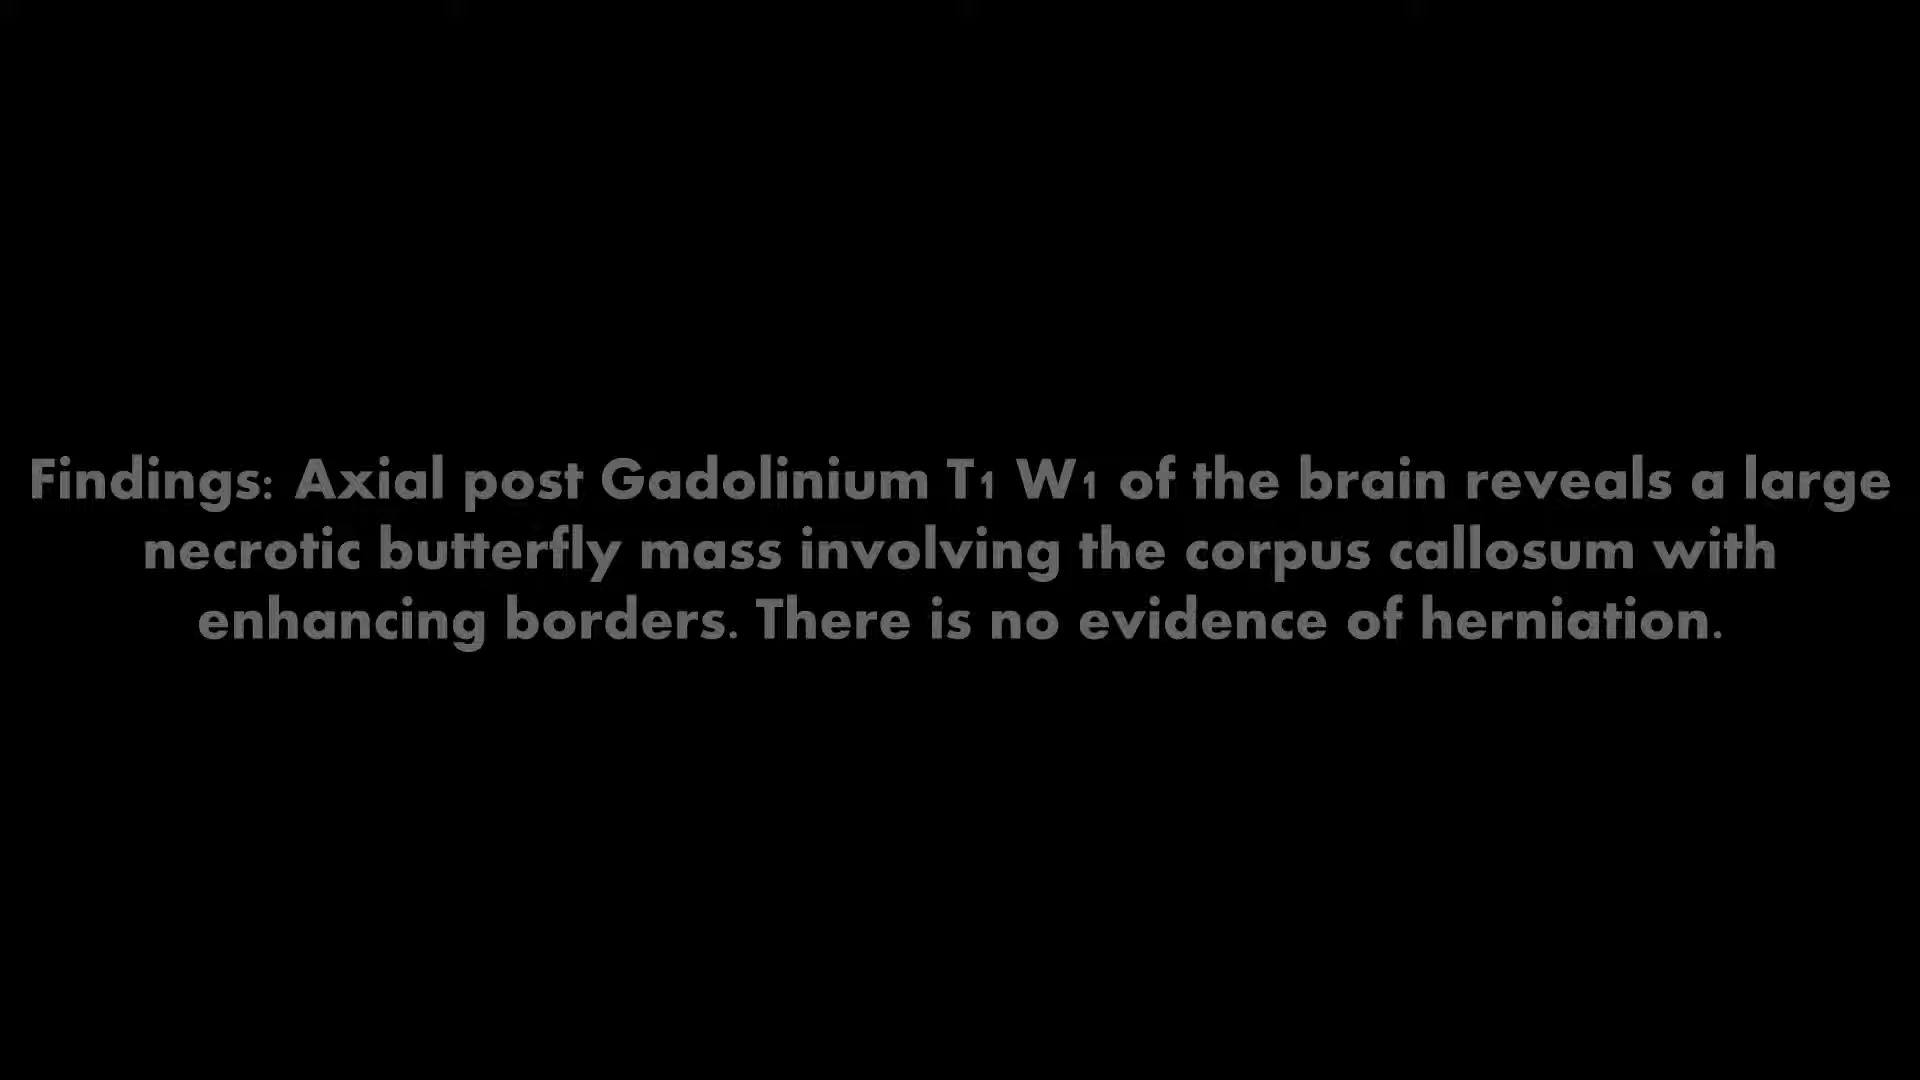 Findings: Axial post Gadolinium T1 W1 of the brain reveals a large
necrotic butterfly mass involving the corpus callosum with
enhancing borders. There is no evidence of herniation.